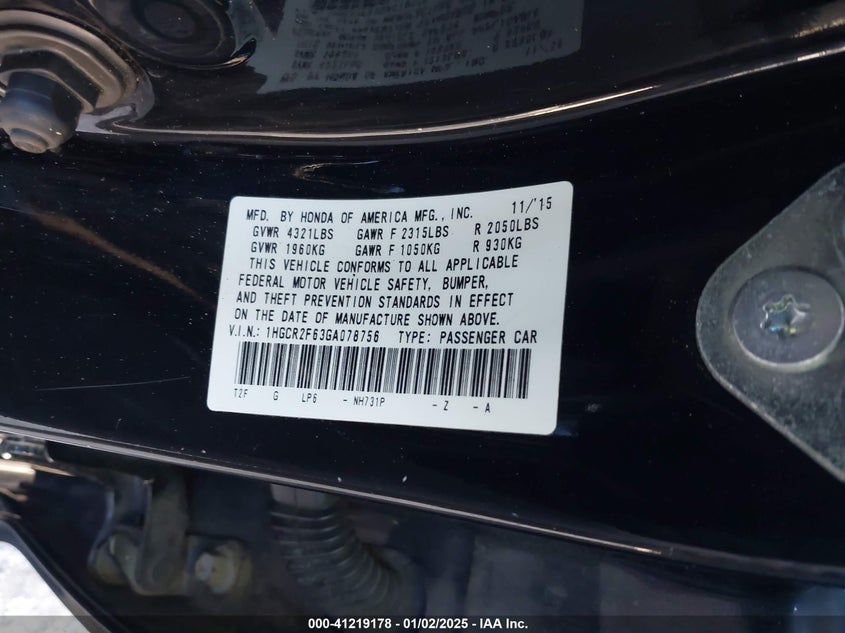 MFD. BY HONDA OF AMERICA MFG., INC. 11/'15
GVWR 4321LBS GAWR F 2315LBS R 2050LBS
GVWR 1960KG GAWR F 1050KG R 930KG
THIS VEHICLE CONFORMS TO ALL APPLICABLE
FEDERAL MOTOR VEHICLE SAFETY, BUMPER,
AND THEFT PREVENTION STANDARDS IN EFFECT
ON THE DATE OF MANUFACTURE SHOWN ABOVE.
V.I.N.: 1HGCR2F63GA078756 TYPE: PASSENGER CAR
T2F G LP6 - NH731P - Z - A
000-41219178 - 01/02/2025 - IAA Inc.